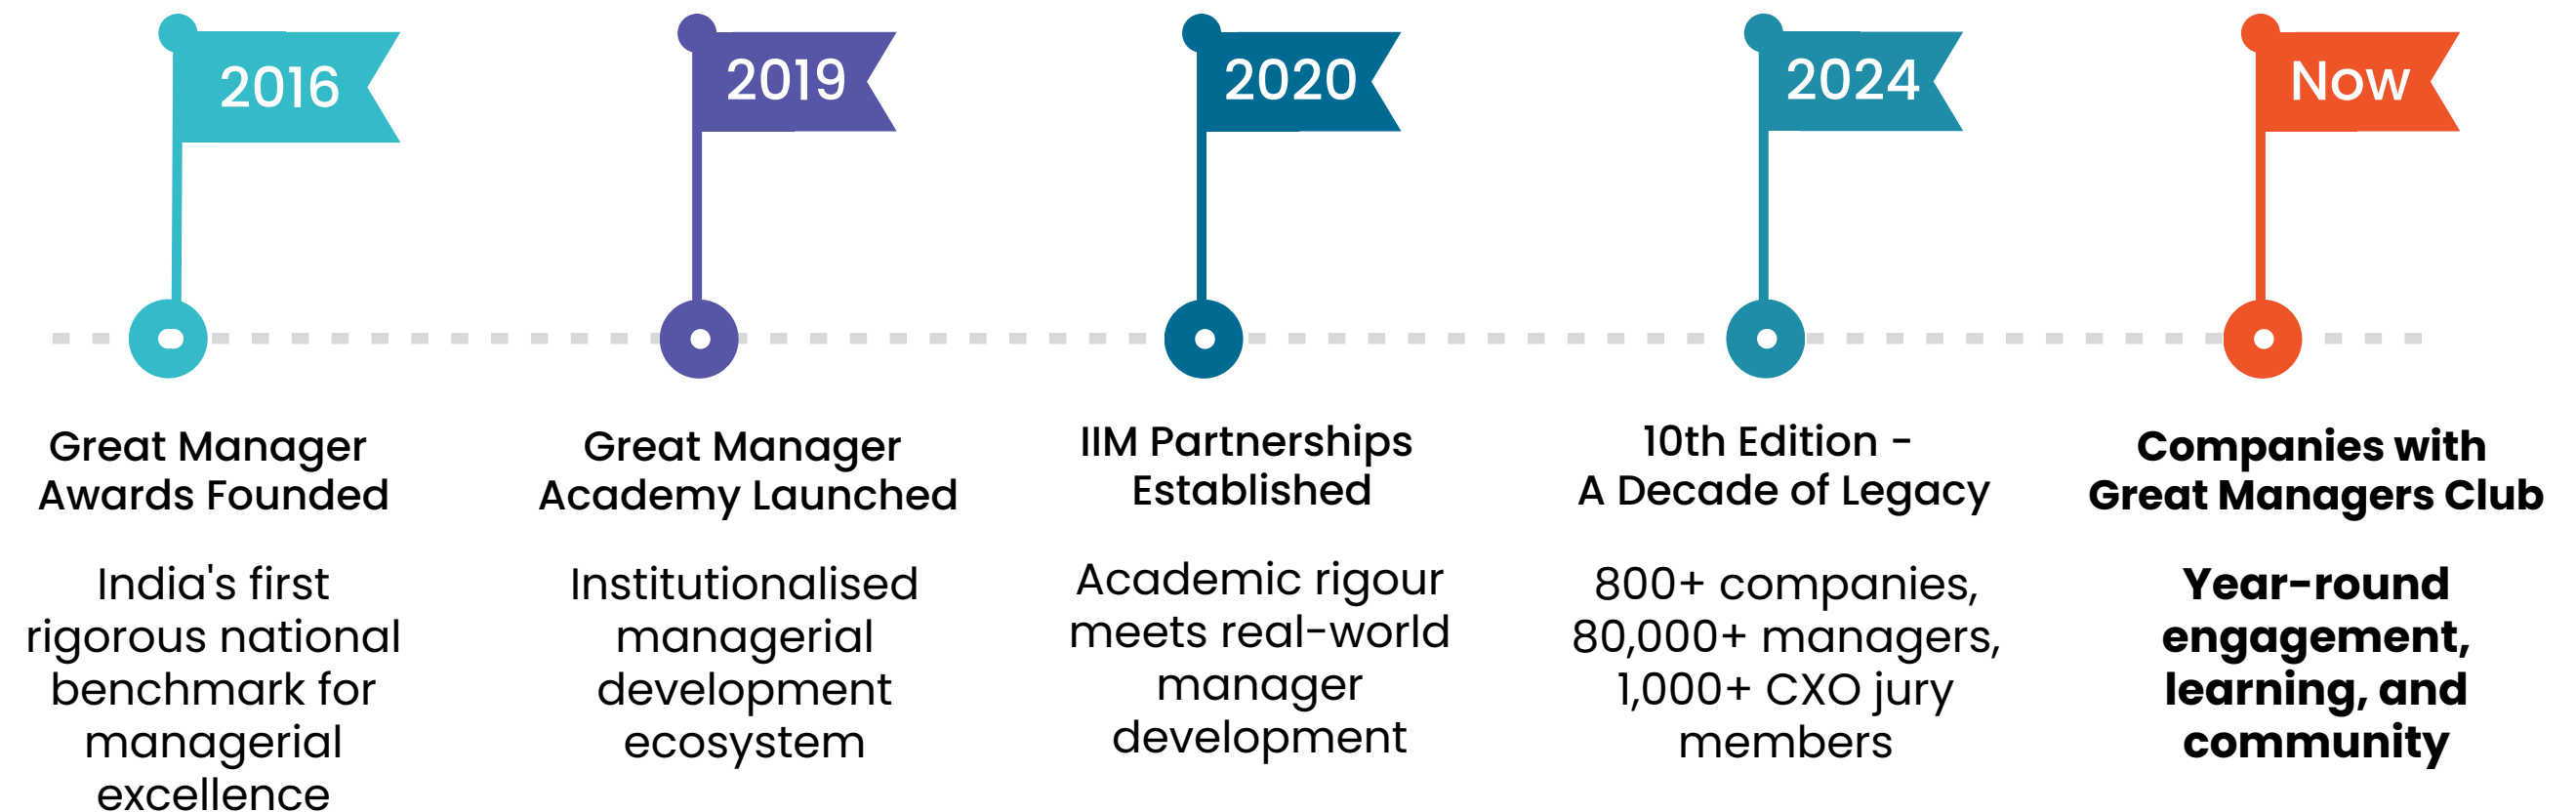 2016
Great Manager
Awards Founded
India's first
rigorous national
benchmark for
managerial
excellence
2019
Great Manager
Academy Launched
Institutionalised
managerial
development
ecosystem
2020
IIM Partnerships
Established
Academic rigour
meets real-world
manager
development
2024
10th Edition -
A Decade of Legacy
800+ companies,
80,000+ managers,
1,000+ CXO jury
members
Now
Companies with
Great Managers Club
Year-round
engagement,
learning, and
community